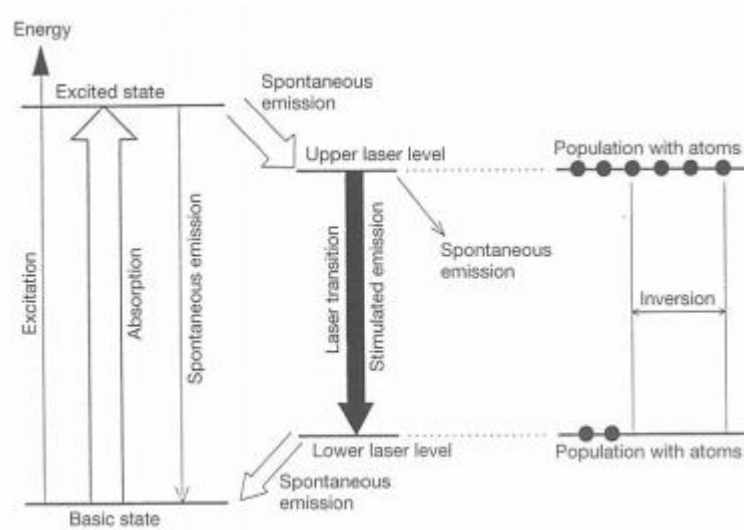 Energy
Excited state
Spontaneous
emission
Upper laser level
Population with atoms
Excitation
Absorption
Spontaneous emission
Laser transition
Stimulated emission
Spontaneous
emission
Inversion
Lower laser level
Population with atoms
Spontaneous
emission
Basic state